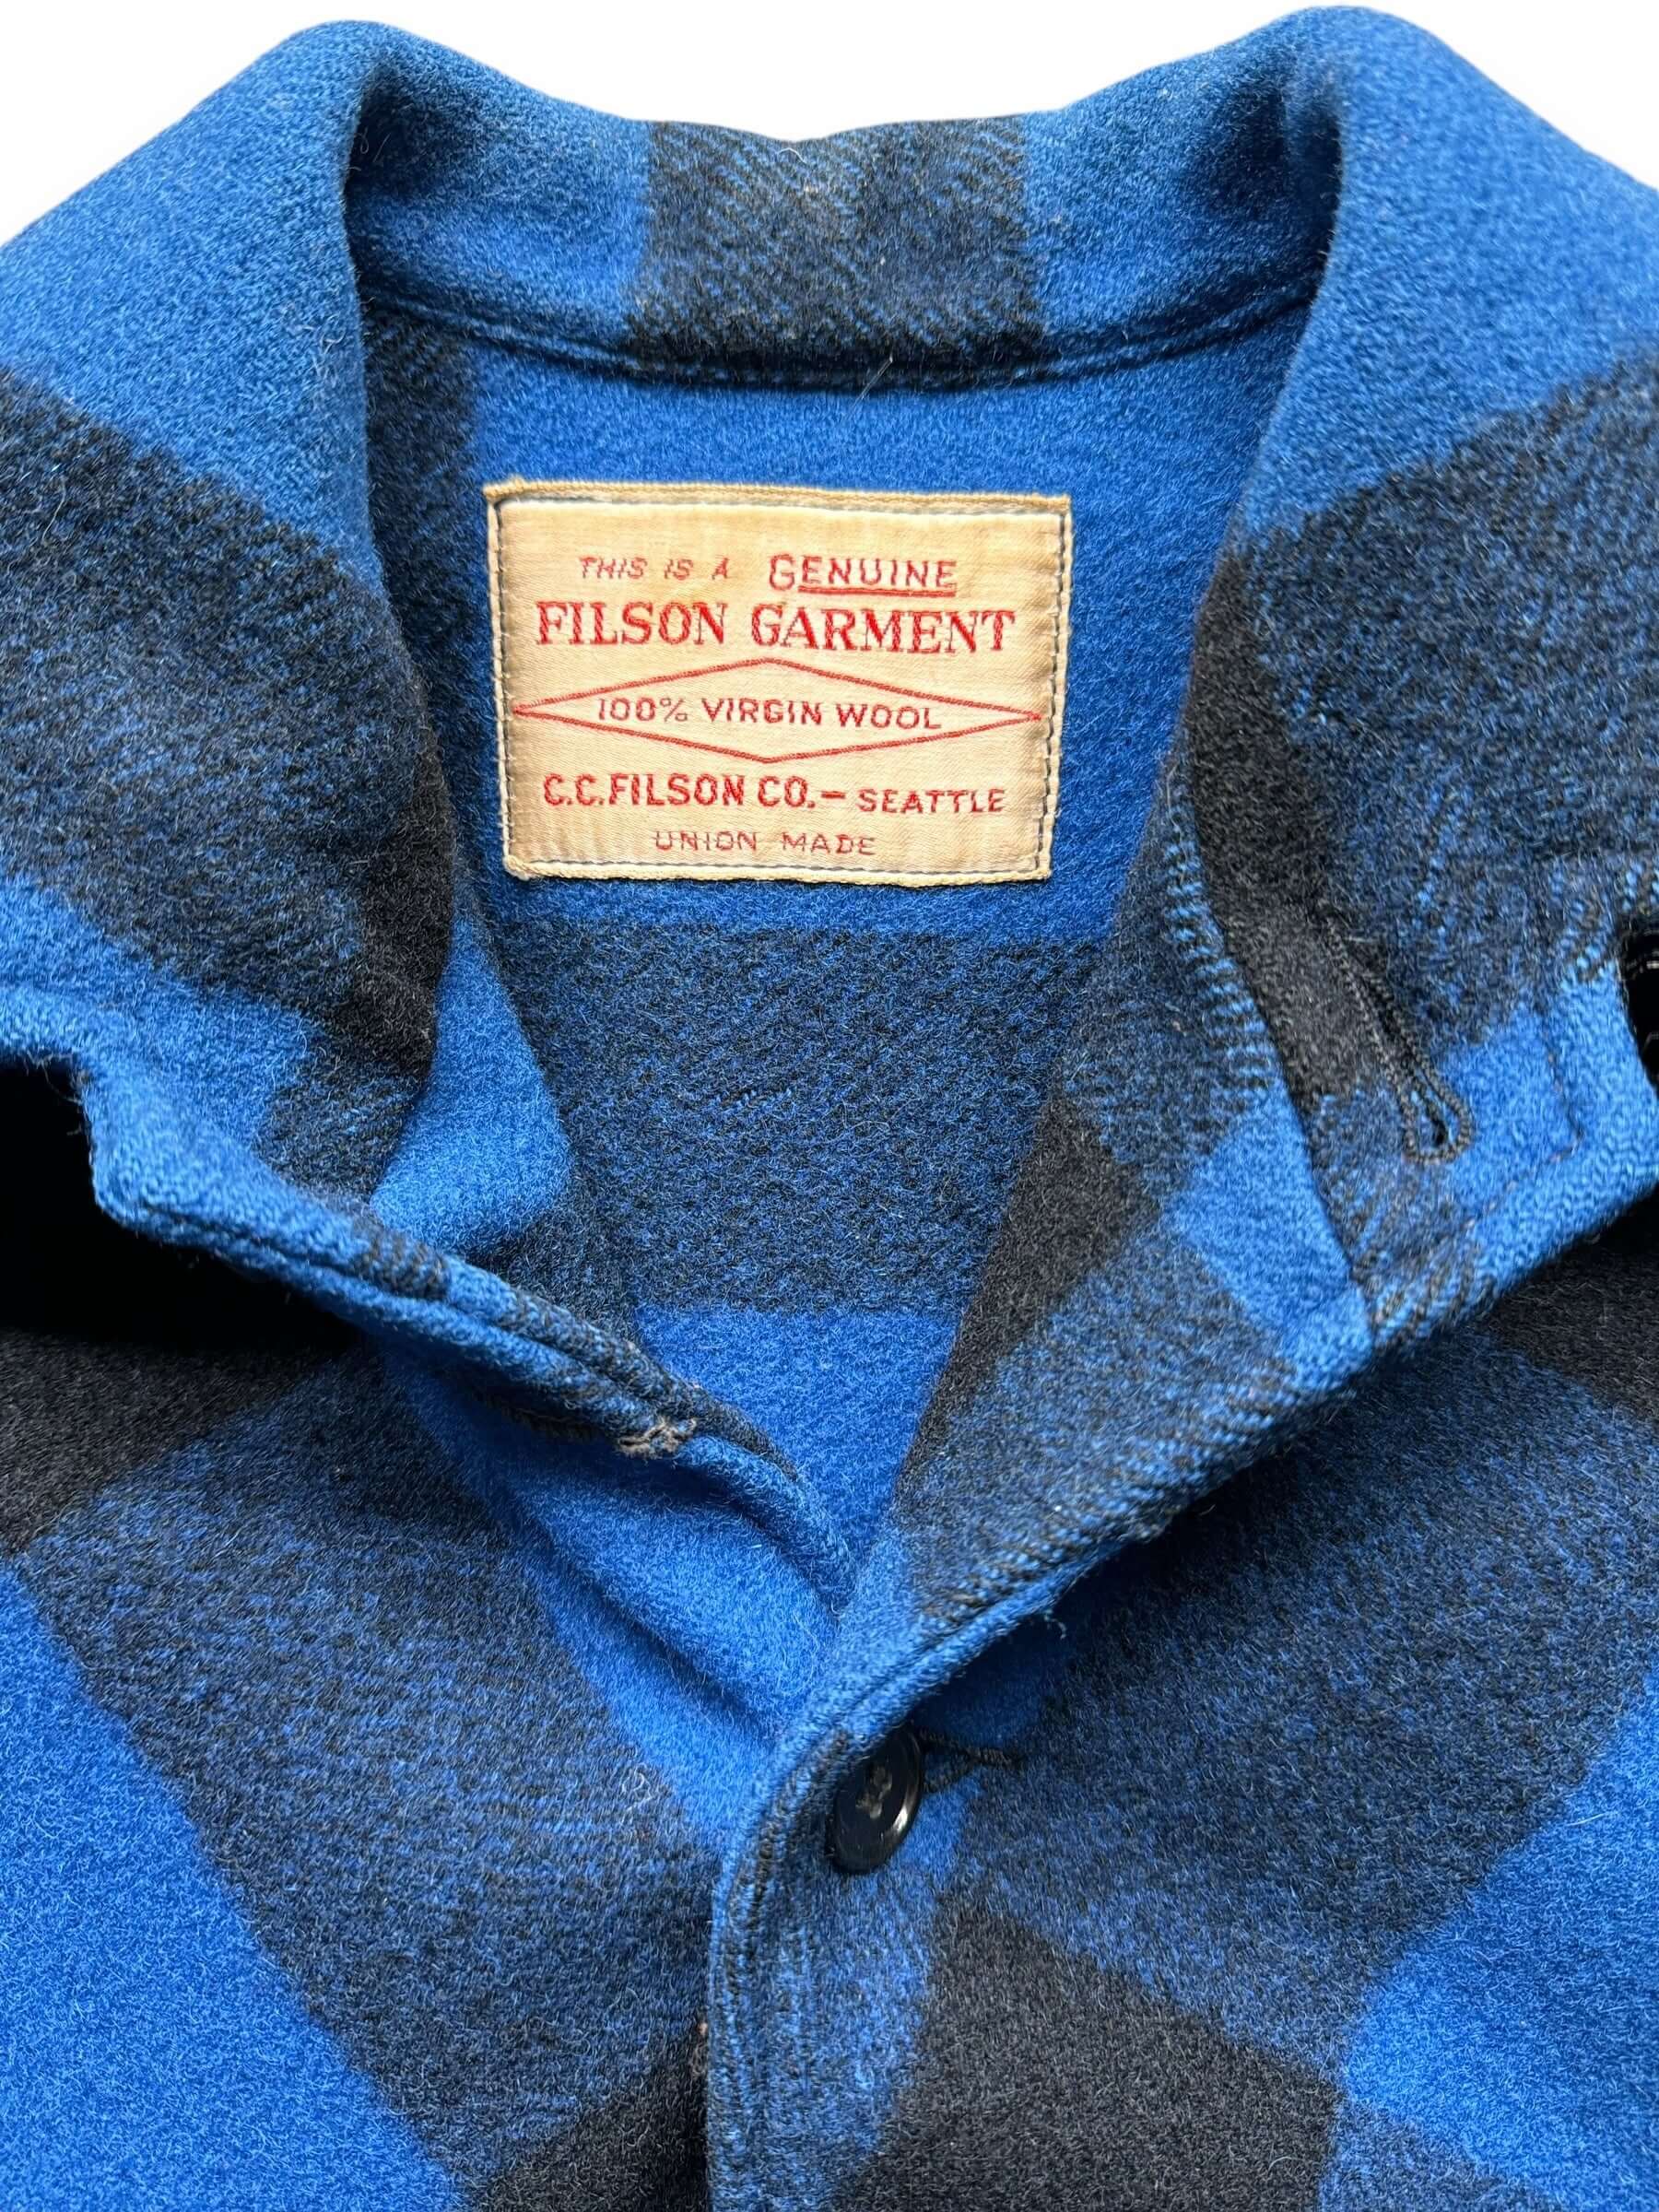 THIS IS A GENUINE
FILSON GARMENT
100% VIRGIN WOOL
C.C. FILSON CO.— SEATTLE
UNION MADE